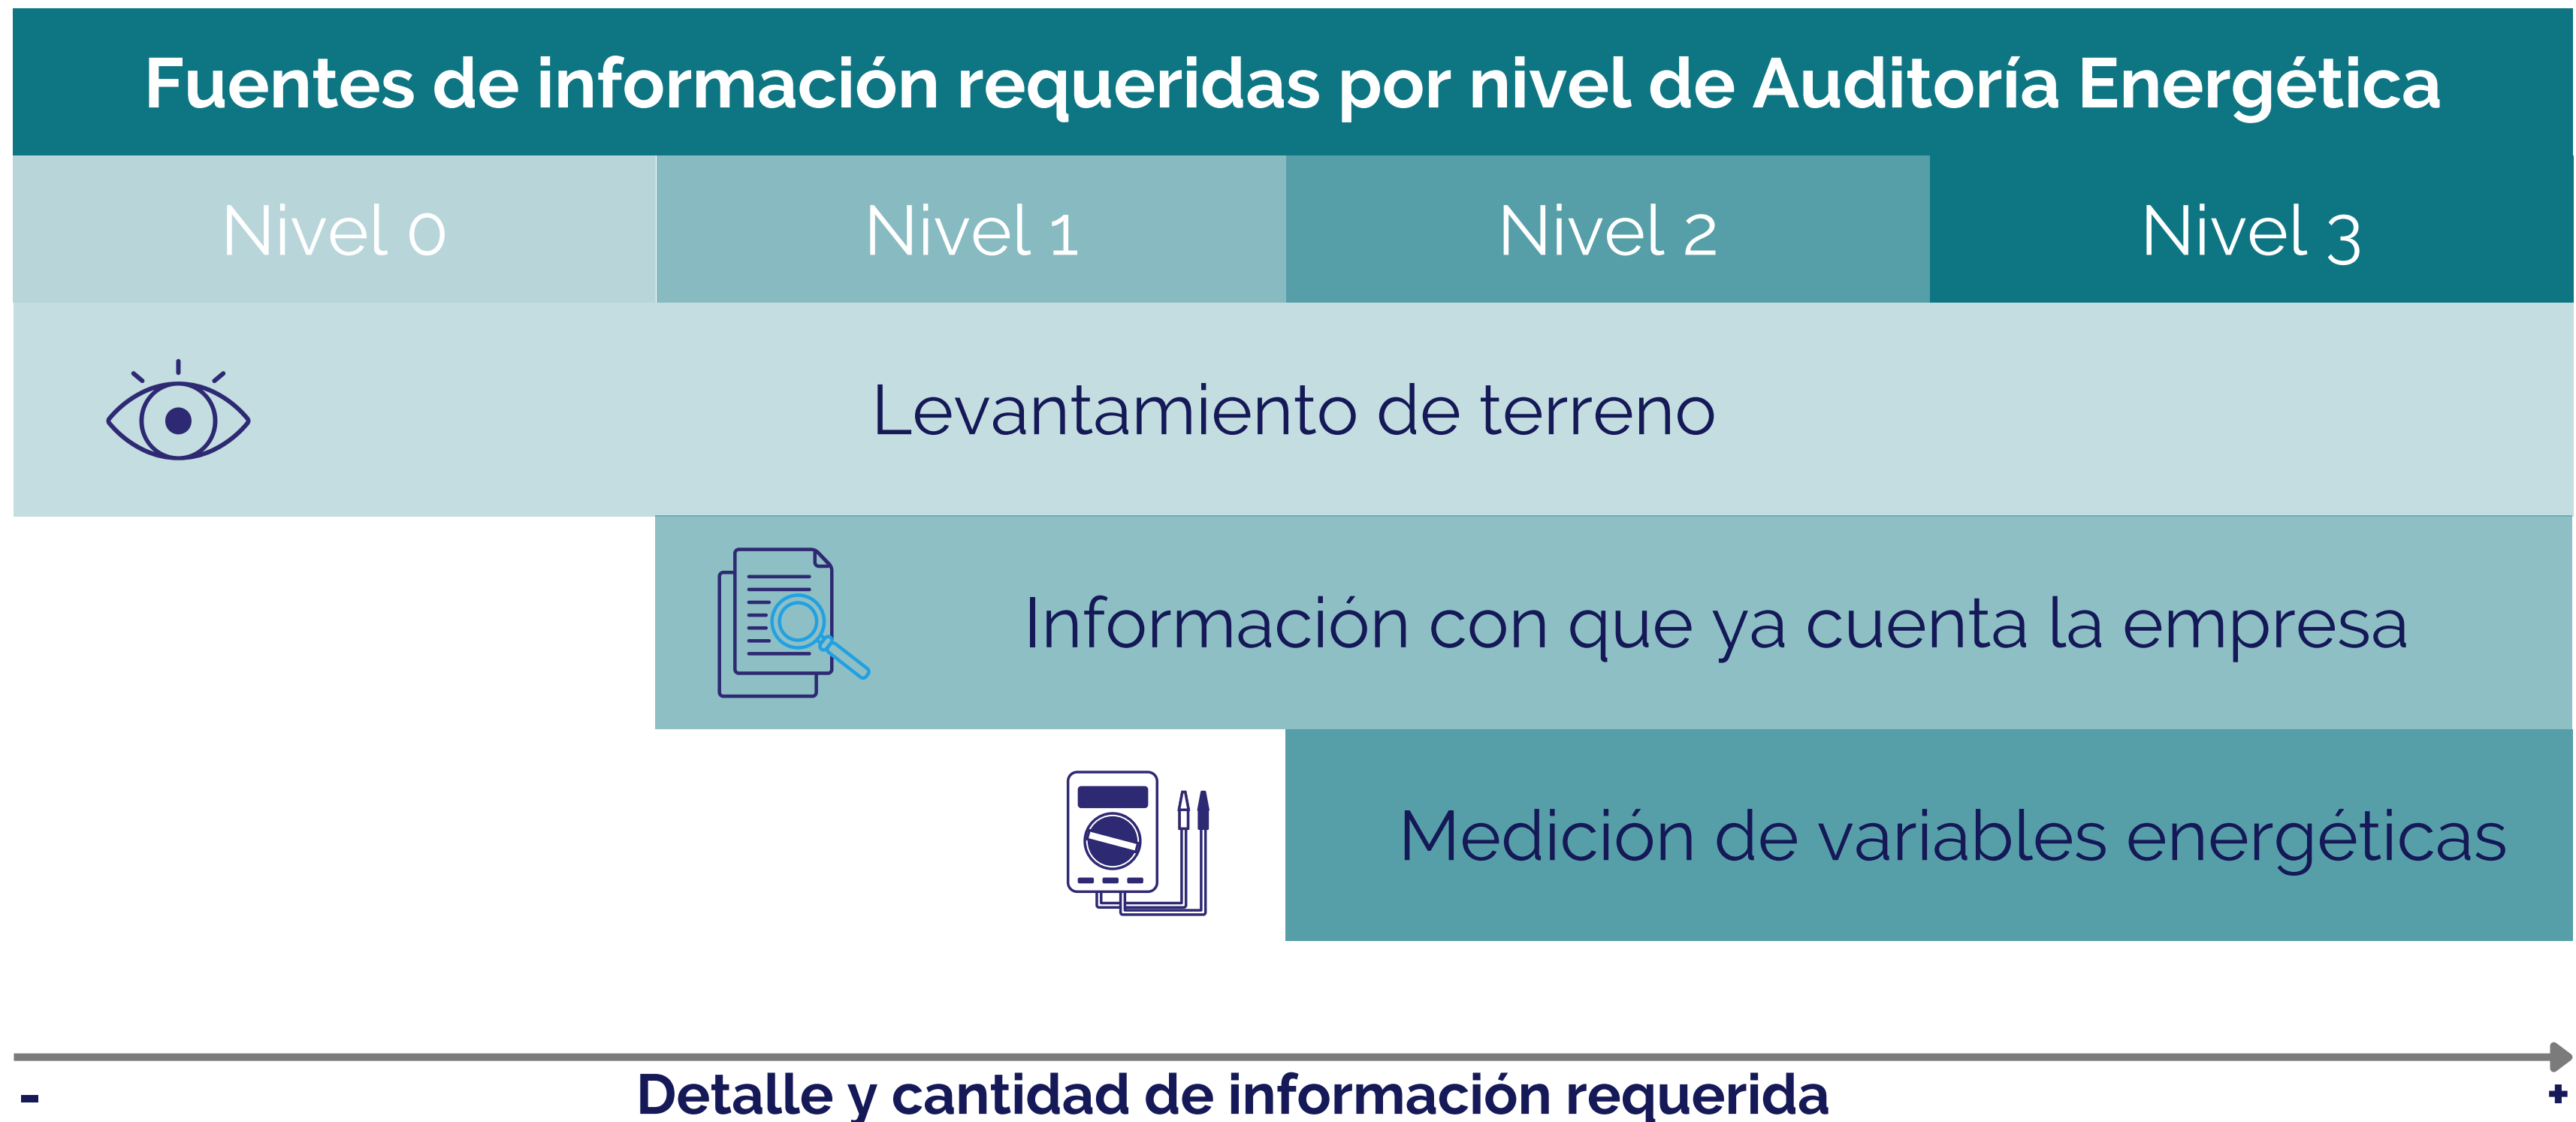 Fuentes de información requeridas por nivel de Auditoría Energética
Nivel 0
Nivel 1
Nivel 2
Nivel 3
Levantamiento de terreno
Información con que ya cuenta la empresa
Medición de variables energéticas
- Detalle y cantidad de información requerida +